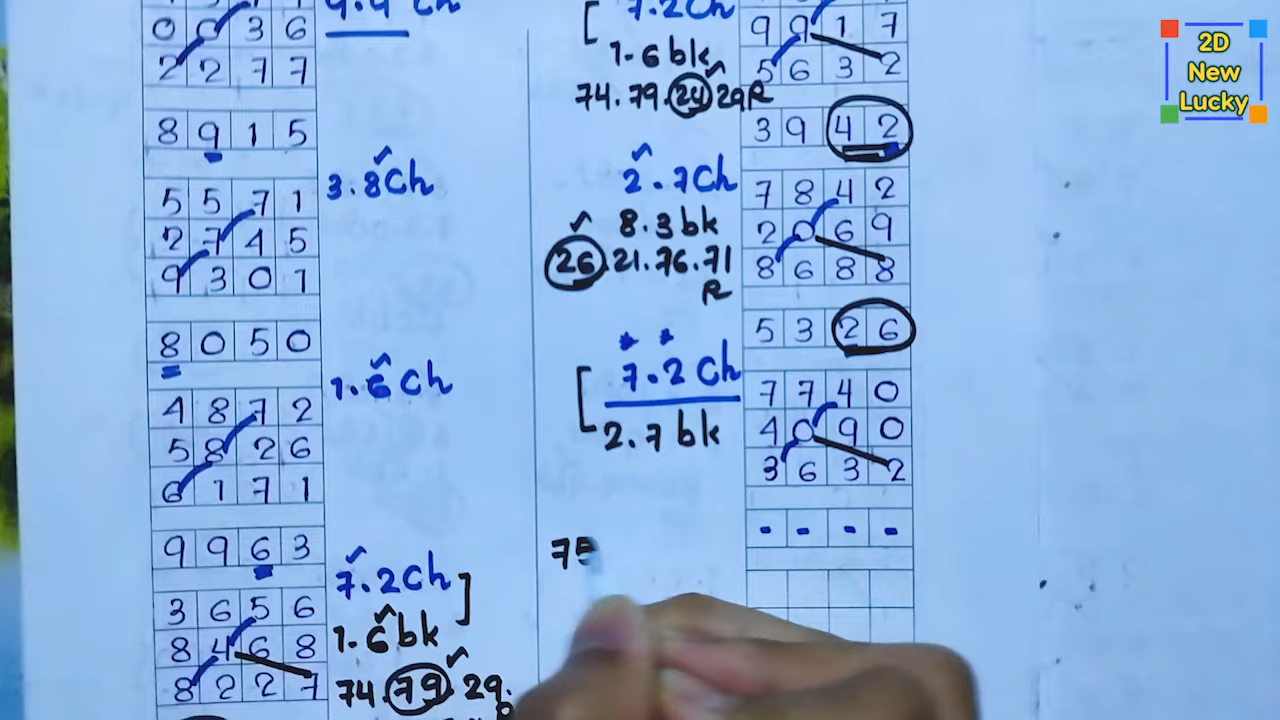 4.9 Ch
0 0 3 6
2 2 7 7
8 9 1 5
3.8Ch
5 5 7 1
2 7 4 5
9 3 0 1
8 0 5 0
1.6Ch
4 8 7 2
5 8 2 6
6 1 7 1
9 9 6 3
7.2Ch
3 6 5 6
8 4 6 8
1.6bk
8 2 2 7
74.79.29.
7.2Ch
1.6bk
74.79.24 29R
9 9 1 7
5 6 3 2
3 9 4 2
2.7Ch
8.3bk
26.21.76.71
R
7 8 4 2
2 0 6 9
8 6 8 8
5 3 2 6
7.2Ch
2.7bk
7 7 4 0
4 0 9 0
3 6 3 2
- - - -
75
2D
New
Lucky